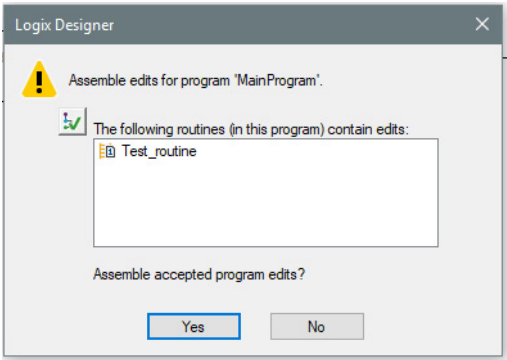 Logix Designer
Assemble edits for program 'MainProgram'.
The following routines (in this program) contain edits:
Test_routine
Assemble accepted program edits?
Yes No